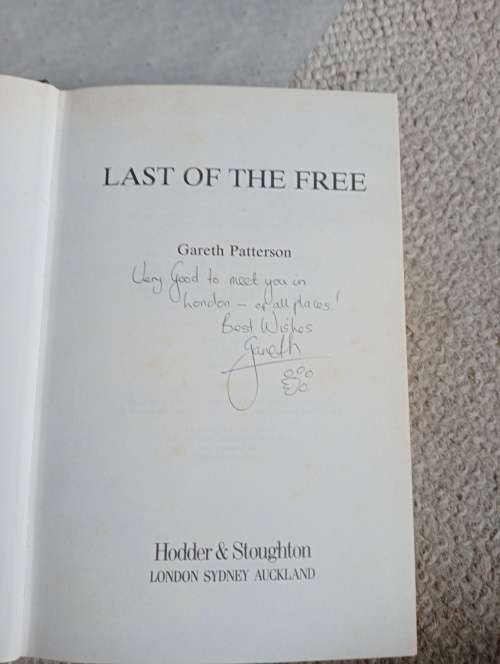 LAST OF THE FREE
Gareth Patterson
Very Good to meet you in
London – of all places!
Best Wishes
Gareth
Hodder & Stoughton
LONDON SYDNEY AUCKLAND